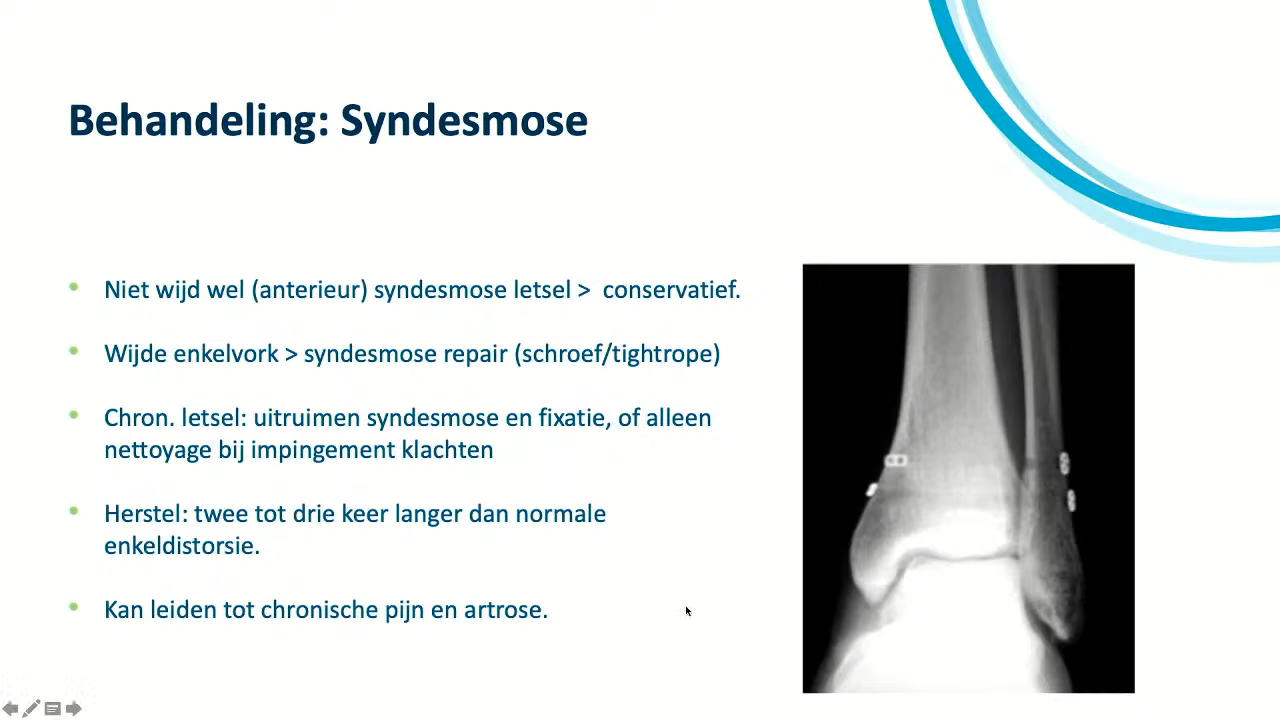 Behandeling: Syndesmose
• Niet wijd wel (anterieur) syndesmose letsel >  conservatief.
• Wijde enkelvork > syndesmose repair (schroef/tightrope)
• Chron. letsel: uitruimen syndesmose en fixatie, of alleen
nettoyage bij impingement klachten
• Herstel: twee tot drie keer langer dan normale
enkeldistorsie.
• Kan leiden tot chronische pijn en artrose.